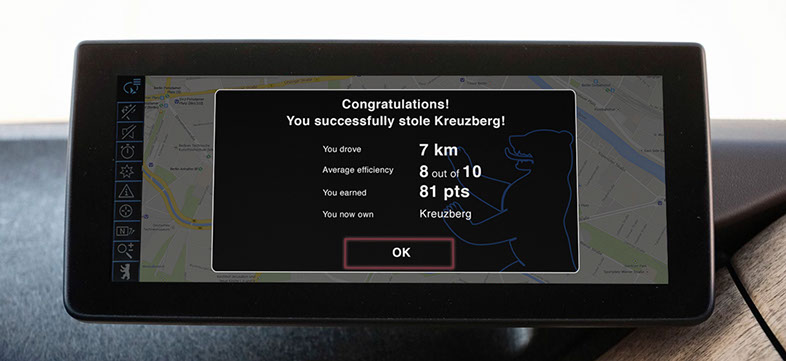 Congratulations!
You successfully stole Kreuzberg!
You drove 7 km
Average efficiency 8 out of 10
You earned 81 pts
You now own Kreuzberg
OK
N